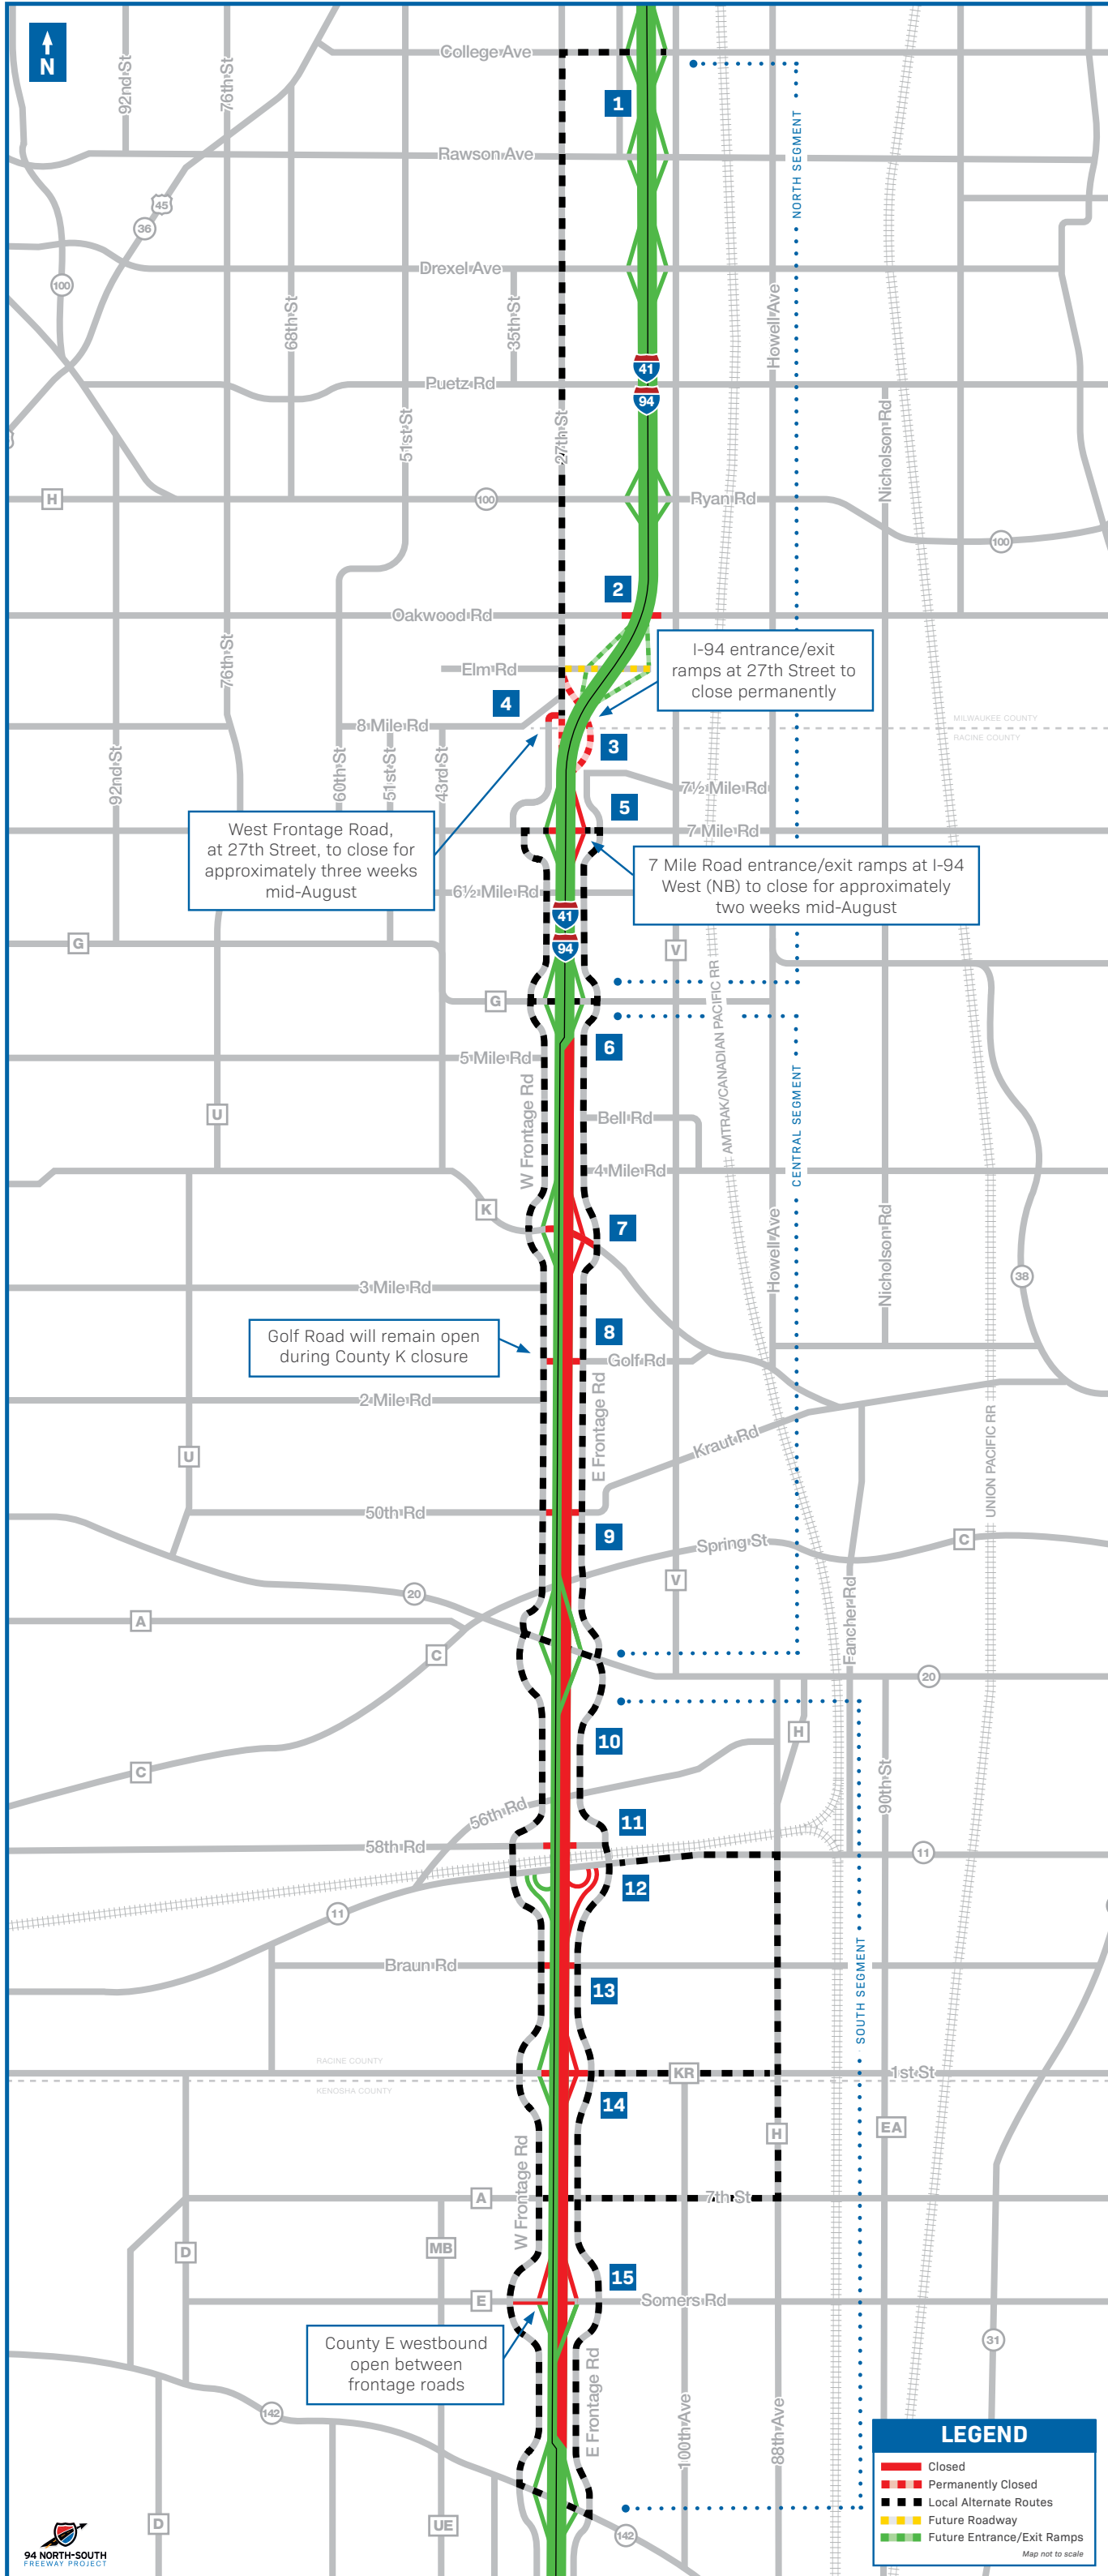 N
College Ave
92nd St
76th St
1
Rawson Ave
NORTH SEGMENT
45
36
Drexel Ave
100
68th St
35th St
Howell Ave
41
94
Puetz Rd
51st St
27th St
Nicholson Rd
H
100
Ryan Rd
100
2
Oakwood Rd
76th St
Elm Rd
I-94 entrance/exit
ramps at 27th Street to
close permanently
4
8 Mile Rd
MILWAUKEE COUNTY
RACINE COUNTY
3
92nd St
60th St
51st St
43rd St
7½ Mile Rd
5
7 Mile Rd
West Frontage Road,
at 27th Street, to close for
approximately three weeks
mid-August
7 Mile Road entrance/exit ramps at I-94
West (NB) to close for approximately
two weeks mid-August
6½ Mile Rd
41
94
G
V
AMTRAK/CANADIAN PACIFIC RR
G
6
5 Mile Rd
W Frontage Rd
CENTRAL SEGMENT
U
Bell Rd
4 Mile Rd
K
7
Howell Ave
Nicholson Rd
38
3 Mile Rd
8
Golf Road will remain open
during County K closure
Golf Rd
E Frontage Rd
2 Mile Rd
Kraut Rd
UNION PACIFIC RR
U
50th Rd
9
Spring St
C
20
V
Fancher Rd
A
C
20
10
H
C
90th St
56th Rd
11
58th Rd
11
12
11
Braun Rd
13
SOUTH SEGMENT
RACINE COUNTY
KENOSHA COUNTY
KR
1st St
14
H
EA
W Frontage Rd
A
7th St
D
MB
15
E
Somers Rd
County E westbound
open between
frontage roads
31
E Frontage Rd
100th Ave
88th Ave
142
D
UE
142
LEGEND
Closed
Permanently Closed
Local Alternate Routes
Future Roadway
Future Entrance/Exit Ramps
Map not to scale
94 NORTH-SOUTH
FREEWAY PROJECT